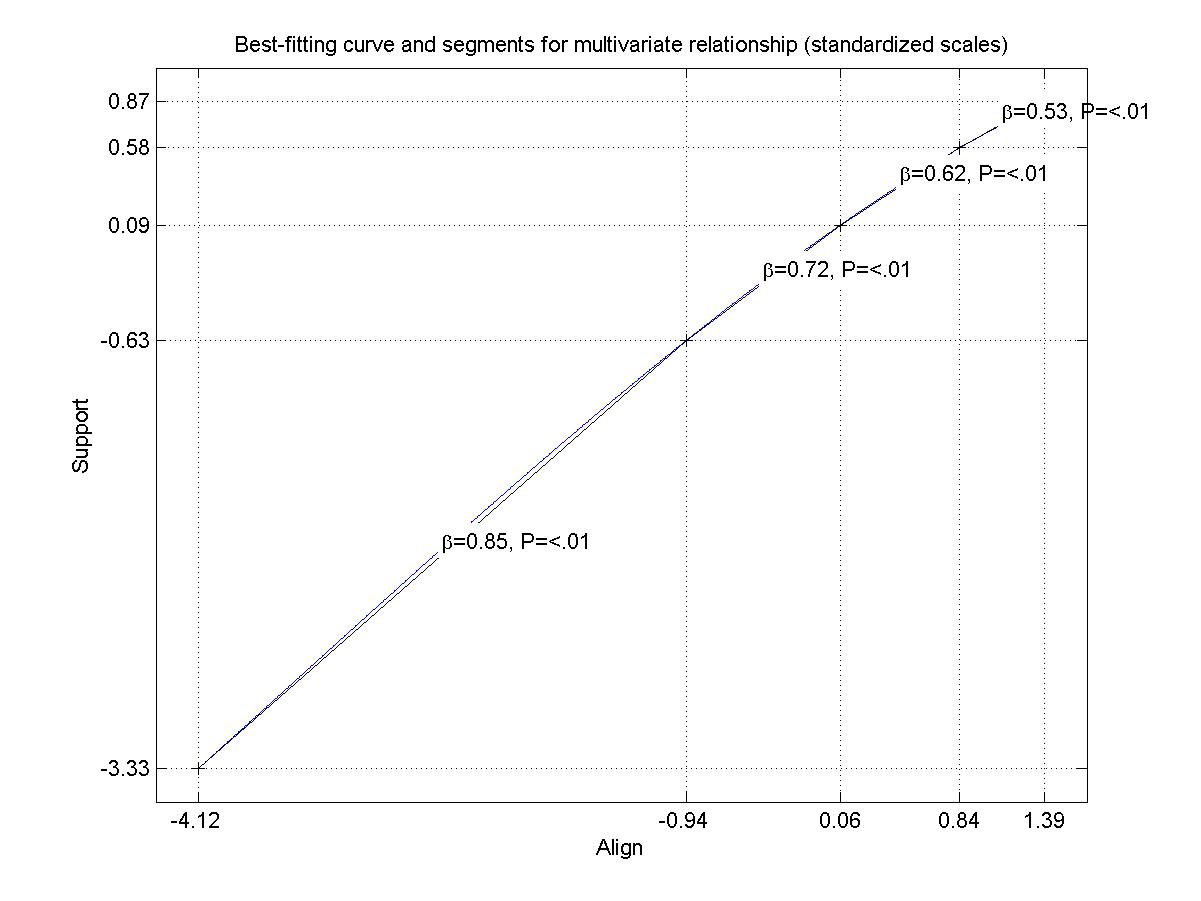 Best-fitting curve and segments for multivariate relationship (standardized scales)
0.87
β=0.53, P=<.01
0.58
β=0.62, P=<.01
0.09
β=0.72, P=<.01
-0.63
Support
β=0.85, P=<.01
-3.33
-4.12 -0.94 0.06 0.84 1.39
Align